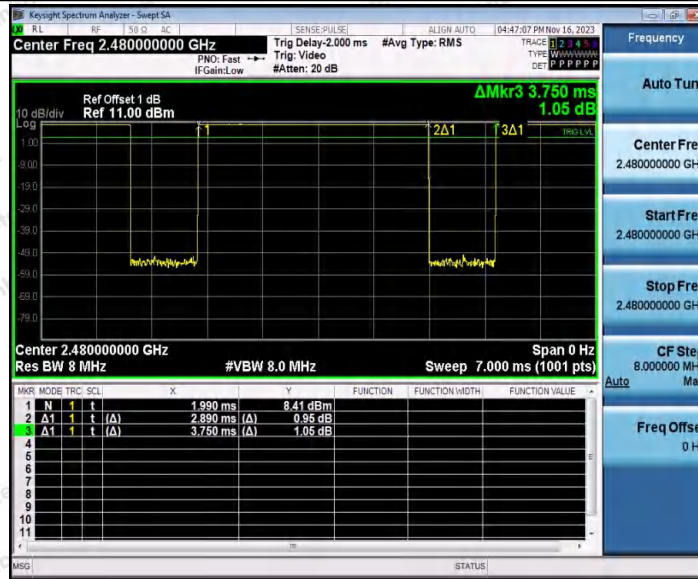 Keysight Spectrum Analyzer - Swept SA
RL RF 50 Ω AC SENSE:PULSE ALIGN AUTO 04:47:07 PM Nov 16, 2023
Center Freq 2.480000000 GHz
PNO: Fast
IFGain:Low
Trig Delay-2.000 ms
Trig: Video
#Atten: 20 dB
#Avg Type: RMS
TRACE 1 2 3 4 5 6
TYPE WWWWWW
DET P P P P P P
Ref Offset 1 dB
10 dB/div Ref 11.00 dBm
Log
ΔMkr3 3.750 ms
1.05 dB
1 2Δ1 3Δ1 TRIG LVL
1.00
-9.00
-19.0
-29.0
-39.0
-49.0
-59.0
-69.0
-79.0
Center 2.480000000 GHz Span 0 Hz
Res BW 8 MHz #VBW 8.0 MHz Sweep 7.000 ms (1001 pts)
MKR MODE TRC SCL X Y FUNCTION FUNCTION WIDTH FUNCTION VALUE
1 N 1 t 1.990 ms 8.41 dBm
2 Δ1 1 t (Δ) 2.890 ms (Δ) 0.95 dB
3 Δ1 1 t (Δ) 3.750 ms (Δ) 1.05 dB
4
5
6
7
8
9
10
11
MSG STATUS
Frequency
Auto Tun
Center Fre
2.480000000 GH
Start Fre
2.480000000 GH
Stop Fre
2.480000000 GH
CF Ste
8.000000 MH
Auto Ma
Freq Offse
0 H